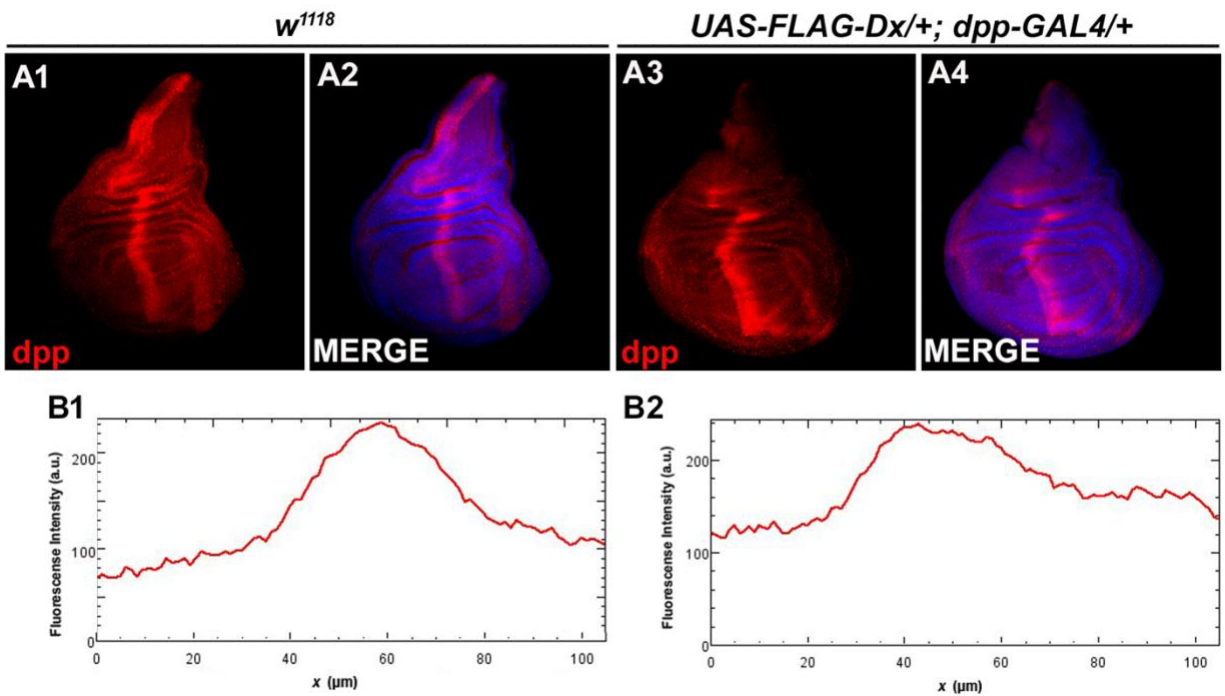 w1118 UAS-FLAG-Dx/+; dpp-GAL4/+
A1 A2 A3 A4
dpp MERGE dpp MERGE
B1 B2
Fluorescense Intensity (a.u.)
200
100
0
0 20 40 60 80 100
x (µm)
Fluorescense Intensity (a.u.)
200
100
0
0 20 40 60 80 100
x (µm)